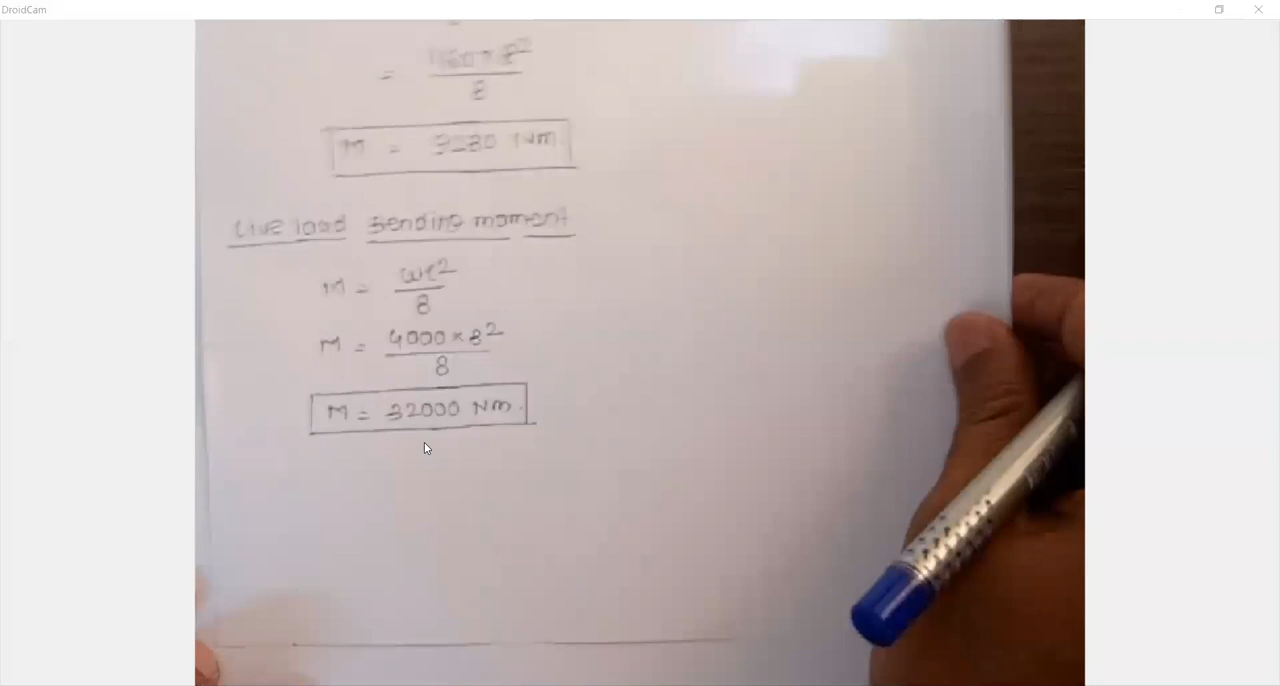 DroidCam
=
8
M = 9280 Nm
Live load Bending moment
M = wl²
8
M = 4000 × 8²
8
M = 32000 Nm.